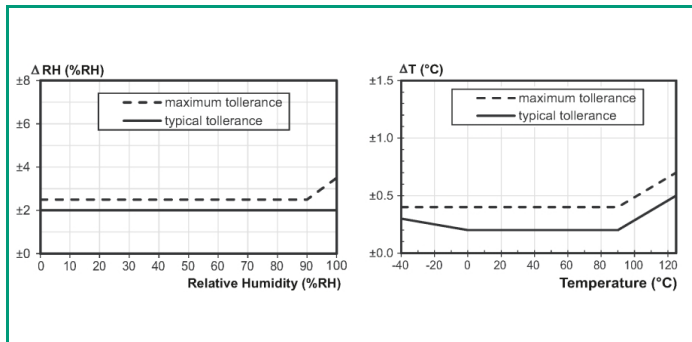 Δ RH (%RH)
±8
±6
±4
±2
±0
maximum tollerance
typical tollerance
0 10 20 30 40 50 60 70 80 90 100
Relative Humidity (%RH)
ΔT (°C)
±1.5
±1.0
±0.5
±0.0
maximum tollerance
typical tollerance
-40 -20 0 20 40 60 80 100 120
Temperature (°C)